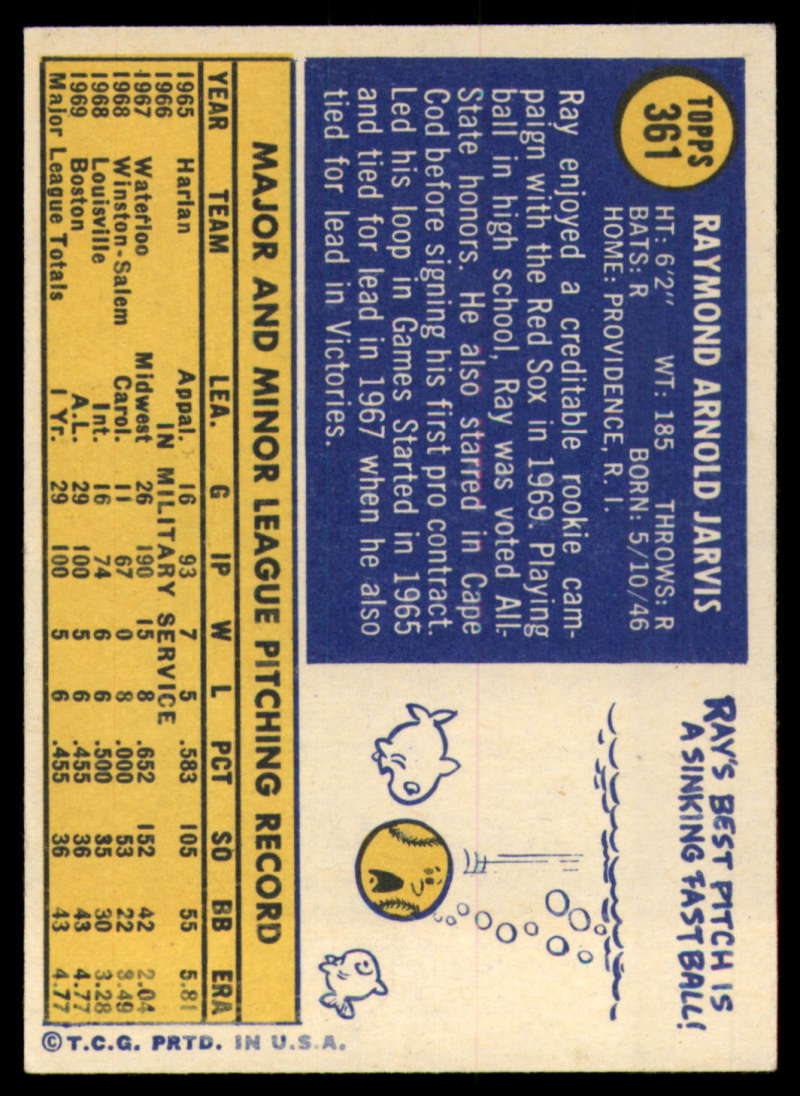 TOPPS
361
RAYMOND ARNOLD JARVIS
HT: 6'2" WT: 185 THROWS: R
BATS: R BORN: 5/10/46
HOME: PROVIDENCE, R. I.
Ray enjoyed a creditable rookie cam-
paign with the Red Sox in 1969. Playing
ball in high school, Ray was voted All-
State honors. He also starred in Cape
Cod before signing his first pro contract.
Led his loop in Games Started in 1965
and tied for lead in 1967 when he also
tied for lead in Victories.
RAY'S BEST PITCH IS
A SINKING FASTBALL!
MAJOR AND MINOR LEAGUE PITCHING RECORD
YEAR TEAM LEA. G IP W L PCT SO BB ERA
1965 Harlan Appal. 16 93 7 5 .583 105 55 5.81
1966 IN MILITARY SERVICE
1967 Waterloo Midwest 26 190 15 8 .652 152 42 2.04
1968 Winston-Salem Carol. 11 67 0 8 .000 53 22 3.49
1968 Louisville Int. 16 74 6 6 .500 35 30 3.28
1969 Boston A.L. 29 100 5 6 .455 36 43 4.77
Major League Totals 1 Yr. 29 100 5 6 .455 36 43 4.77
© T.C.G. PRTD. IN U.S.A.